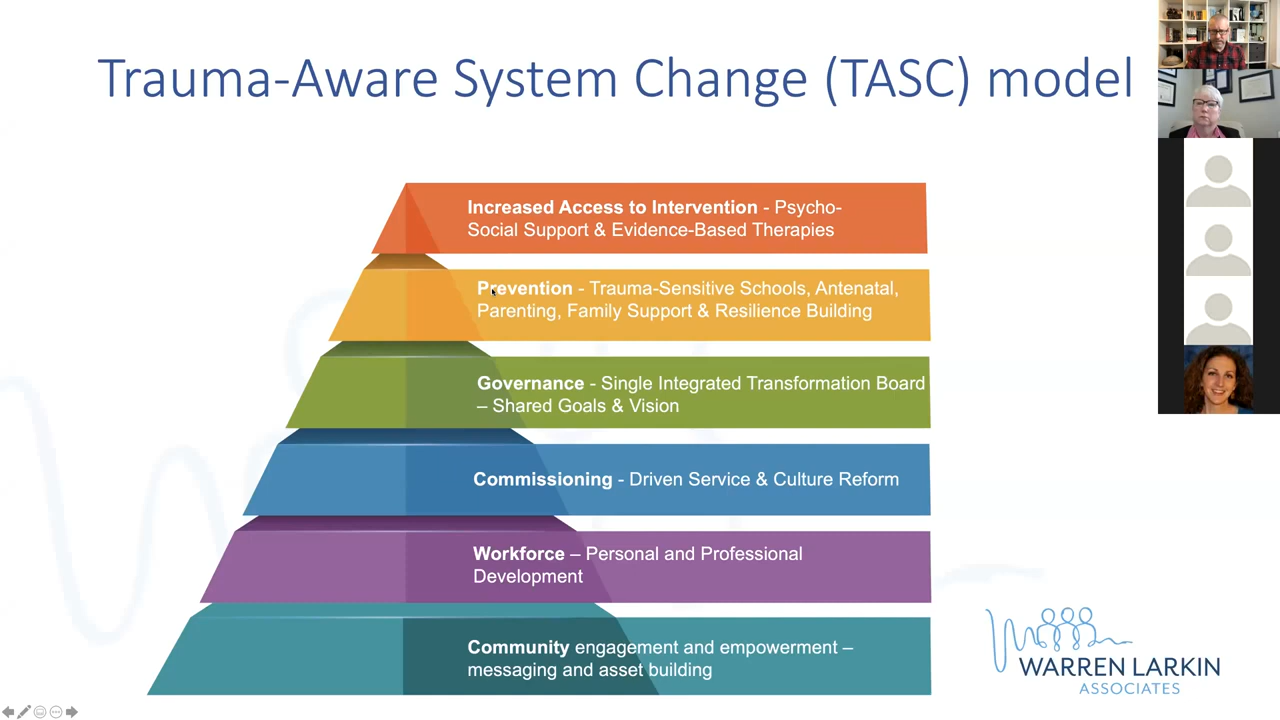 Trauma-Aware System Change (TASC) model
Increased Access to Intervention - Psycho-
Social Support & Evidence-Based Therapies
Prevention - Trauma-Sensitive Schools, Antenatal,
Parenting, Family Support & Resilience Building
Governance - Single Integrated Transformation Board
– Shared Goals & Vision
Commissioning - Driven Service & Culture Reform
Workforce – Personal and Professional
Development
Community engagement and empowerment –
messaging and asset building
WARREN LARKIN
ASSOCIATES